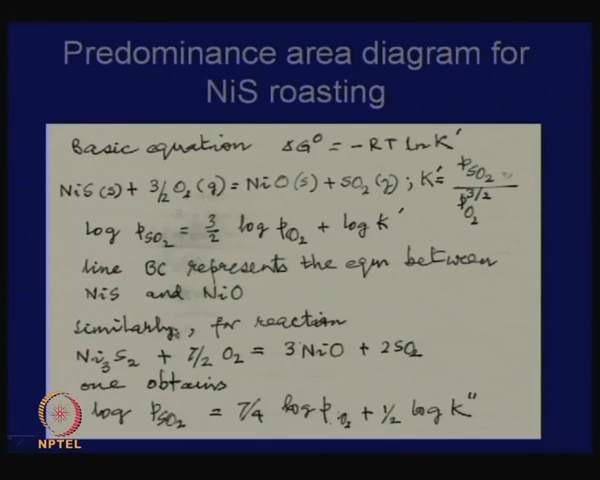 Predominance area diagram for
NiS roasting
Basic equation ΔG° = -RT ln K'
NiS(s) + 3/2 O₂(g) = NiO(s) + SO₂(g); K' = pSO₂ / p^3/2 O₂
log pSO₂ = 3/2 log pO₂ + log K'
line BC represents the eqm between
NiS and NiO
Similarly, for reaction
Ni₃S₂ + 7/2 O₂ = 3NiO + 2SO₂
one obtains
log pSO₂ = 7/4 log pO₂ + 1/2 log K"
NPTEL